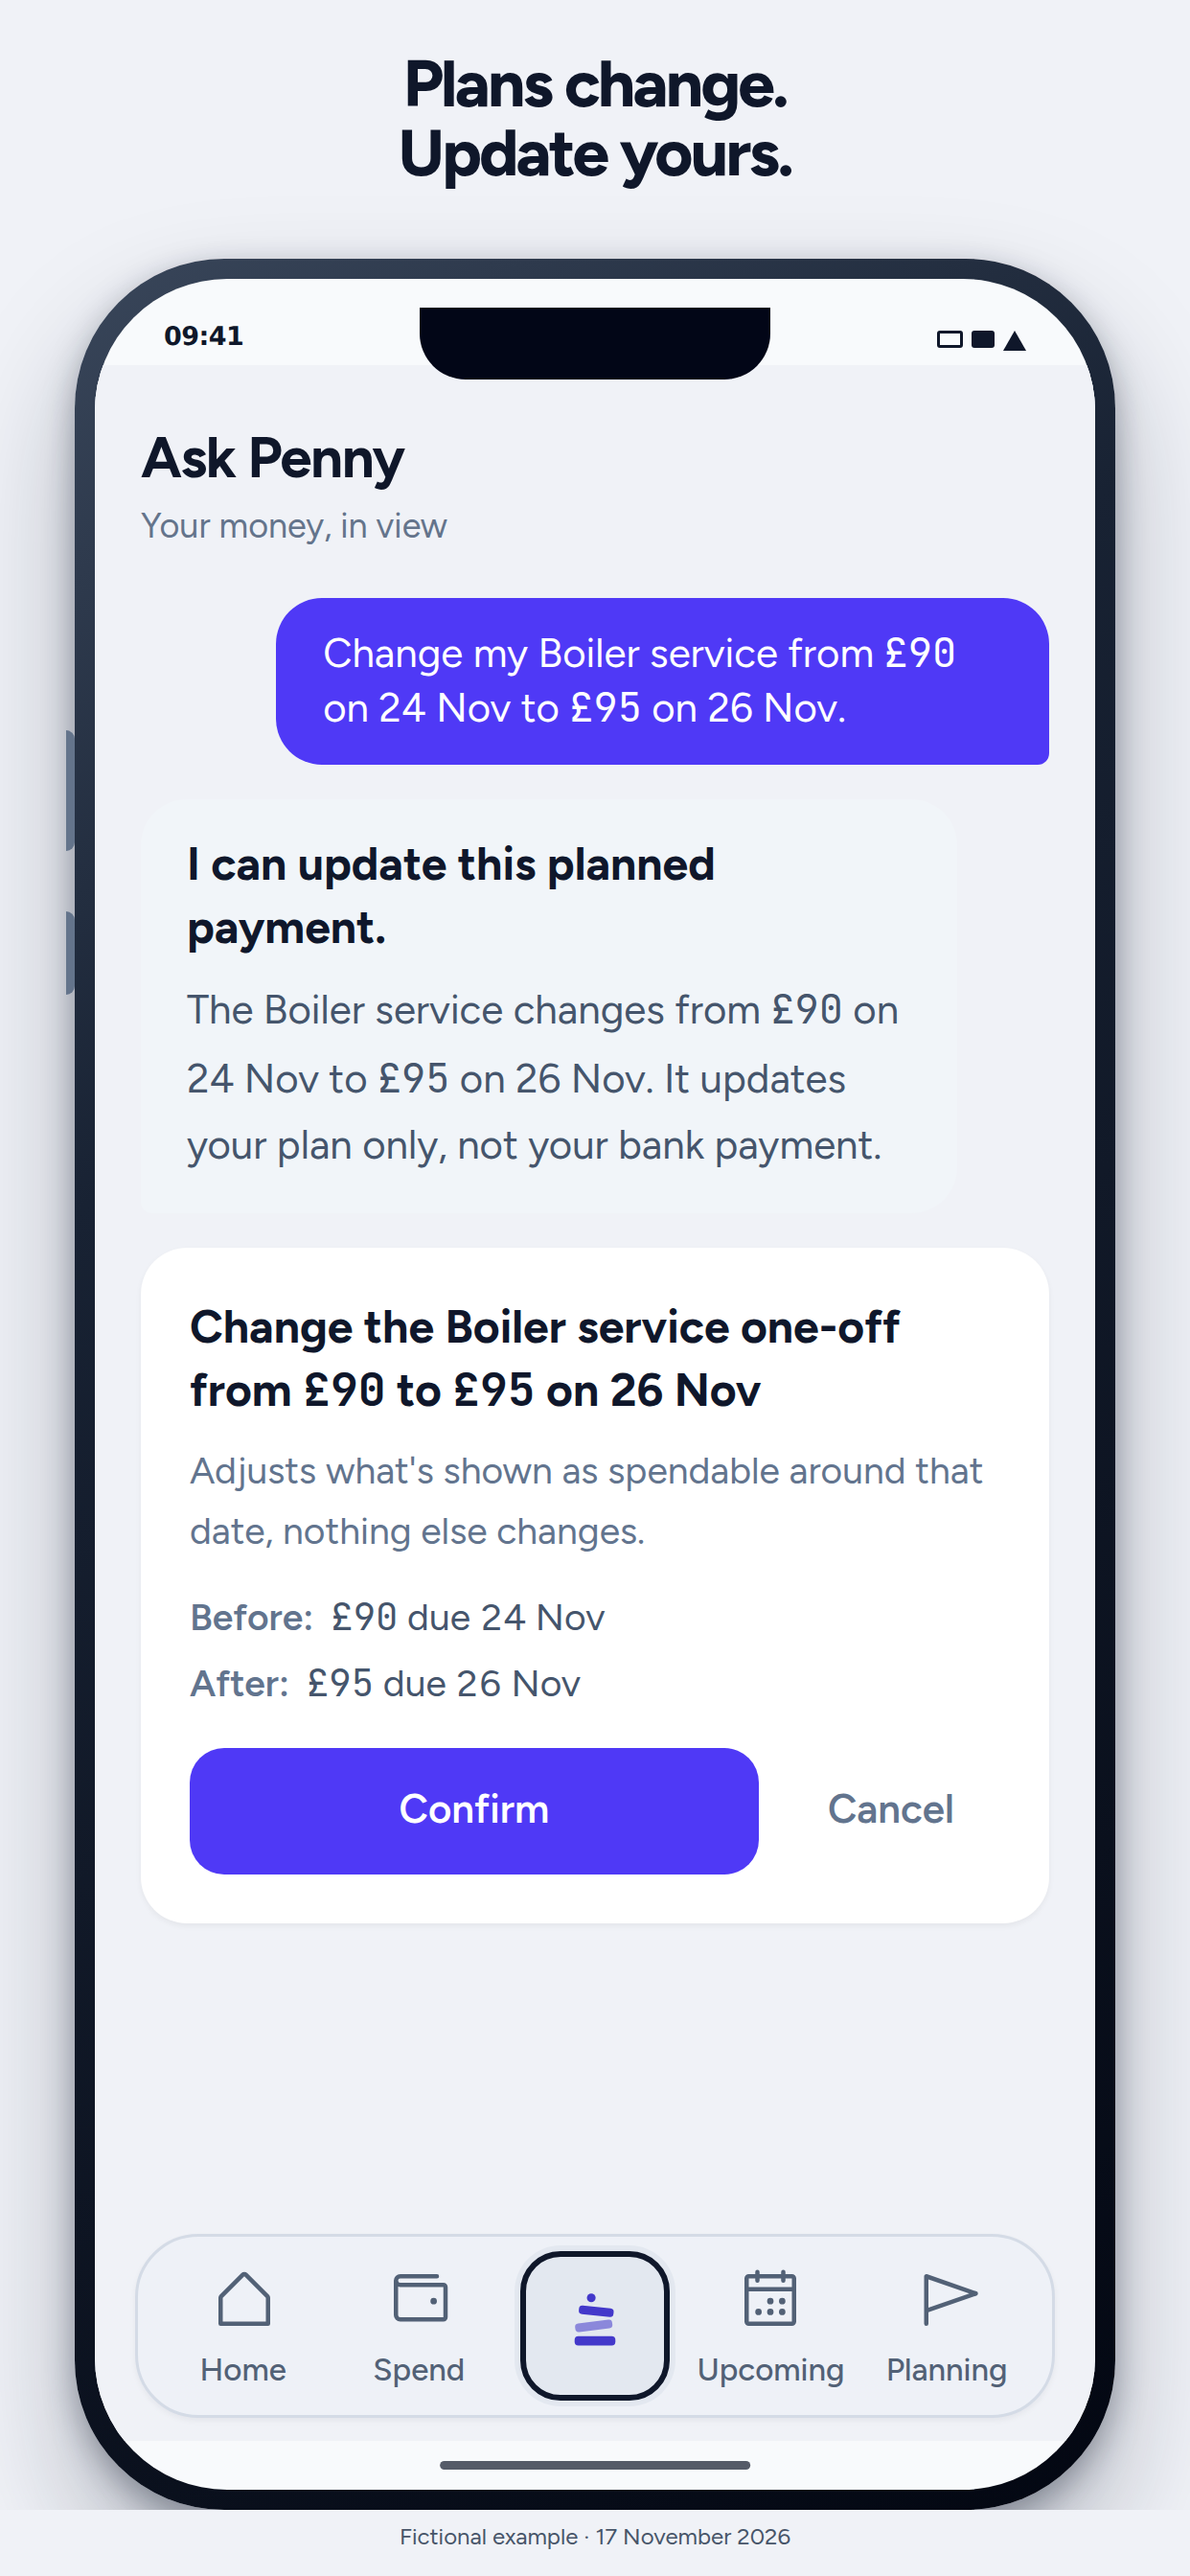 Plans change.
Update yours.
09:41
Ask Penny
Your money, in view
Change my Boiler service from £90
on 24 Nov to £95 on 26 Nov.
I can update this planned
payment.
The Boiler service changes from £90 on
24 Nov to £95 on 26 Nov. It updates
your plan only, not your bank payment.
Change the Boiler service one-off
from £90 to £95 on 26 Nov
Adjusts what's shown as spendable around that
date, nothing else changes.
Before: £90 due 24 Nov
After: £95 due 26 Nov
Confirm
Cancel
Home
Spend
Upcoming
Planning
Fictional example · 17 November 2026